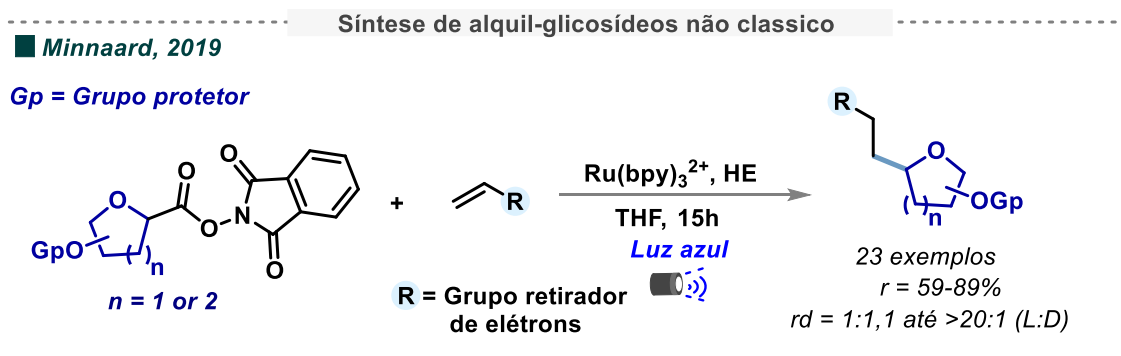 Síntese de alquil-glicosídeos não classico
Minnaard, 2019
Gp = Grupo protetor
O
O
O
N
O
O
GpO
( )n
n = 1 or 2
+
R
R = Grupo retirador
de elétrons
Ru(bpy)₃²⁺, HE
THF, 15h
Luz azul
R
O
OGp
( )n
23 exemplos
r = 59-89%
rd = 1:1,1 até >20:1 (L:D)